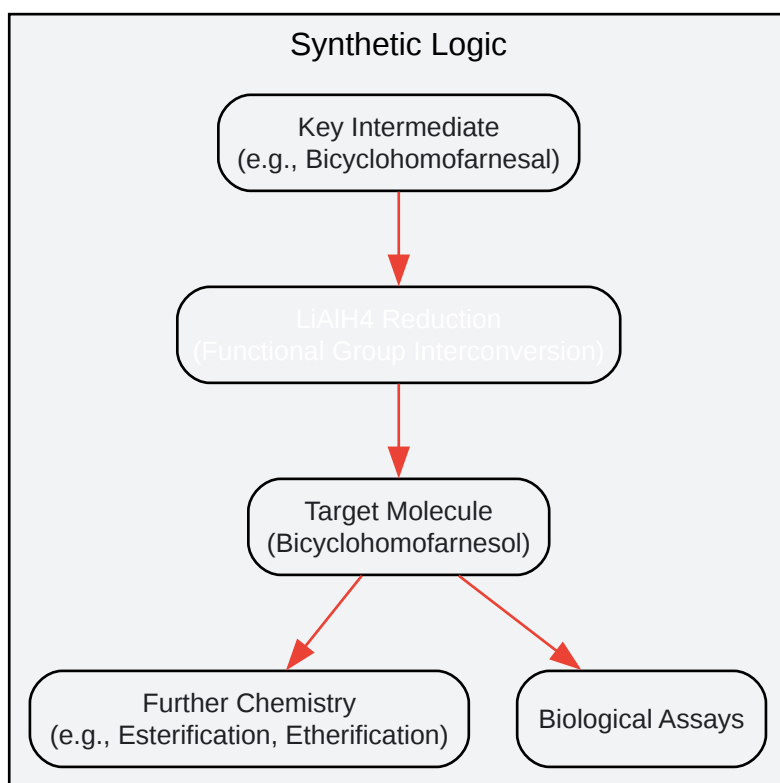 Synthetic Logic
Key Intermediate
(e.g., Bicyclohomofarnesal)
LiAlH4 Reduction
(Functional Group Interconversion)
Target Molecule
(Bicyclohomofarnesol)
Further Chemistry
(e.g., Esterification, Etherification)
Biological Assays